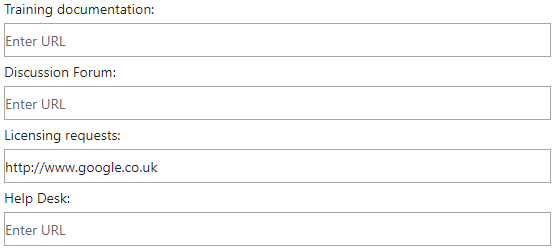 Training documentation:
Enter URL
Discussion Forum:
Enter URL
Licensing requests:
http://www.google.co.uk
Help Desk:
Enter URL